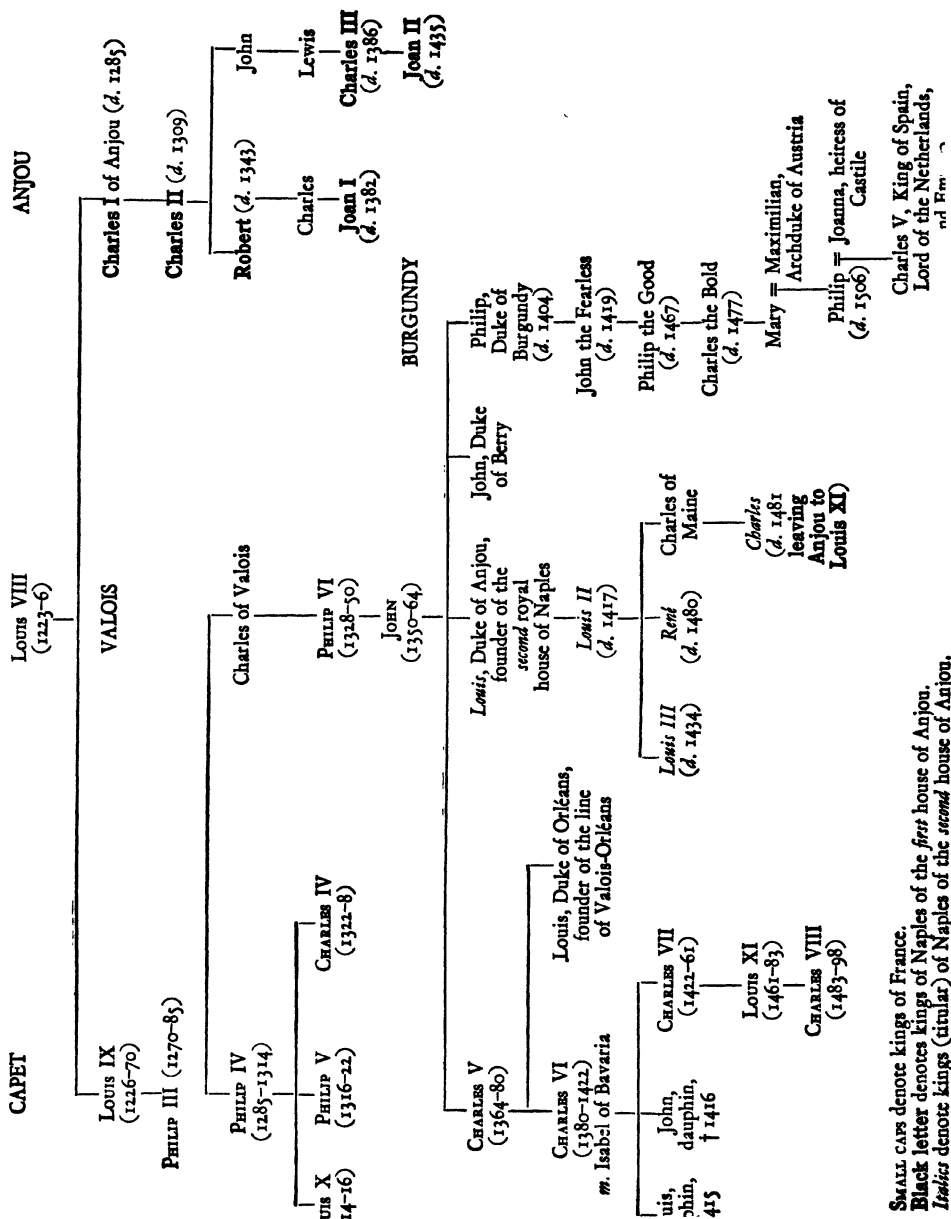 CAPET
ANJOU
LOUIS VIII
(1223–6)
VALOIS
LOUIS IX
(1226–70)
PHILIP III (1270–85)
Charles I of Anjou (d. 1285)
Charles II (d. 1309)
PHILIP IV
(1285–1314)
Charles of Valois
Robert (d. 1343)
John
UIS X
14–16)
PHILIP V
(1316–22)
CHARLES IV
(1322–8)
PHILIP VI
(1328–50)
Charles
Lewis
JOHN
(1350–64)
Joan I
(d. 1382)
Charles III
(d. 1386)
Joan II
(d. 1435)
BURGUNDY
CHARLES V
(1364–80)
Louis, Duke of Anjou,
founder of the
second royal
house of Naples
John, Duke
of Berry
Philip,
Duke of
Burgundy
(d. 1404)
CHARLES VI
(1380–1422)
m. Isabel of Bavaria
Louis, Duke of Orléans,
founder of the line
of Valois-Orléans
Louis II
(d. 1417)
John the Fearless
(d. 1419)
Philip the Good
(d. 1467)
Charles the Bold
(d. 1477)
uis,
phin,
415
John,
dauphin,
† 1416
CHARLES VII
(1422–61)
Louis III
(d. 1434)
René
(d. 1480)
Charles of
Maine
LOUIS XI
(1461–83)
CHARLES VIII
(1483–98)
Charles
(d. 1481
leaving
Anjou to
Louis XI)
Mary = Maximilian,
Archduke of Austria
Philip = Joanna, heiress of
(d. 1506) Castile
Charles V, King of Spain,
Lord of the Netherlands,
SMALL CAPS denote kings of France.
Black letter denotes kings of Naples of the first house of Anjou.
Italics denote kings (titular) of Naples of the second house of Anjou.